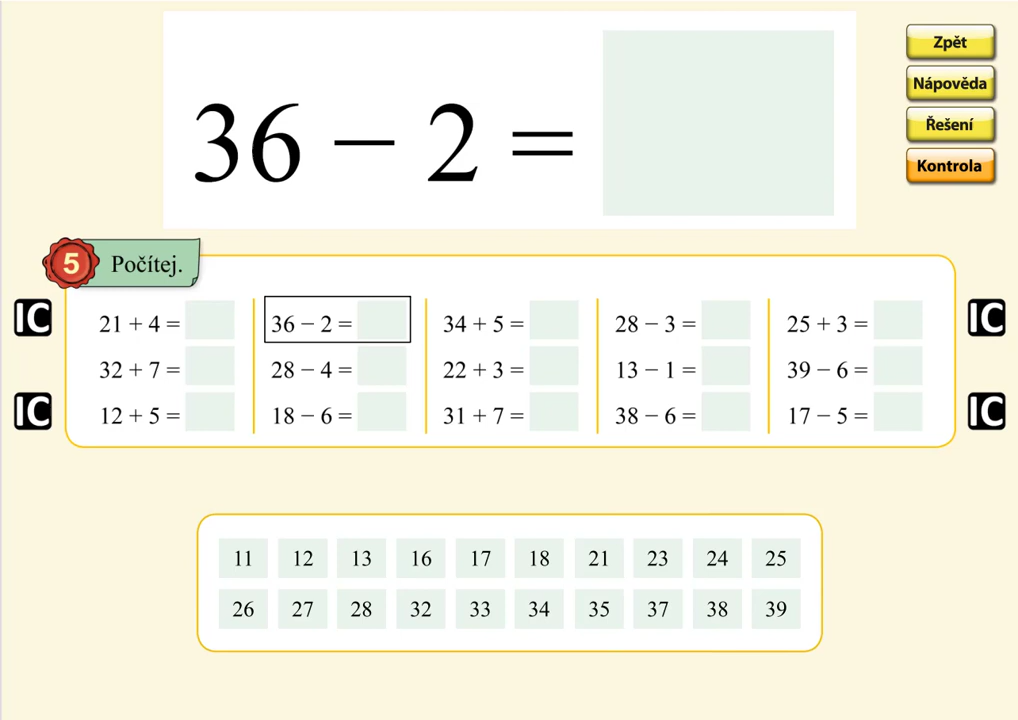 36 − 2 =
Zpět
Nápověda
Řešení
Kontrola
5 Počítej.
IC
IC
21 + 4 = 36 − 2 = 34 + 5 = 28 − 3 = 25 + 3 =
32 + 7 = 28 − 4 = 22 + 3 = 13 − 1 = 39 − 6 =
12 + 5 = 18 − 6 = 31 + 7 = 38 − 6 = 17 − 5 =
IC
IC
11 12 13 16 17 18 21 23 24 25
26 27 28 32 33 34 35 37 38 39